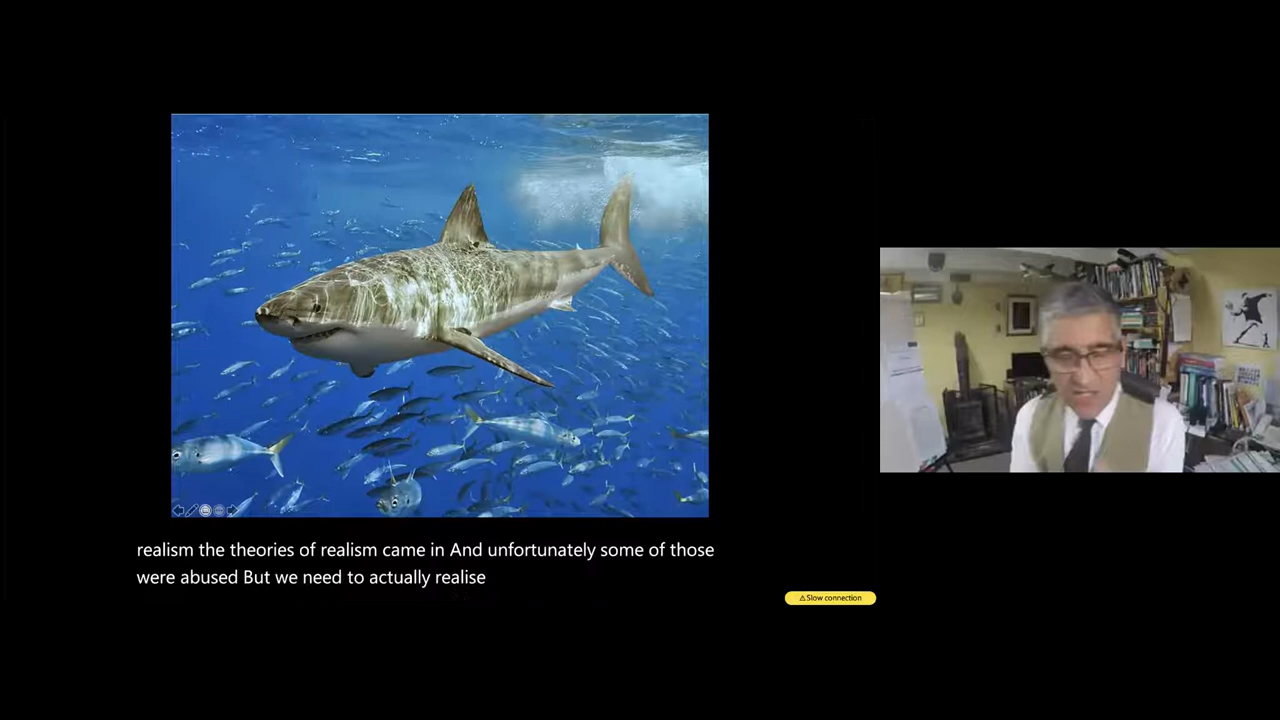 realism the theories of realism came in And unfortunately some of those
were abused But we need to actually realise
⚠Slow connection